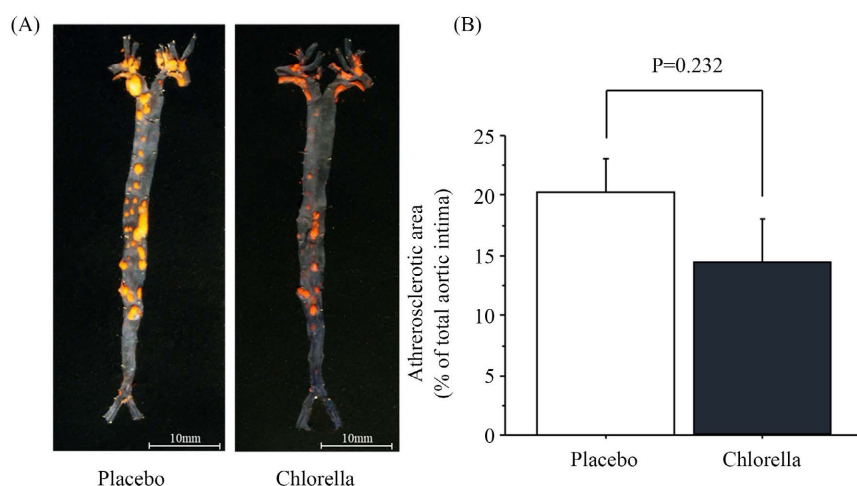 (A)
10mm
10mm
Placebo
Chlorella
(B)
P=0.232
Athrerosclerotic area
(% of total aortic intima)
25
20
15
10
5
0
Placebo
Chlorella